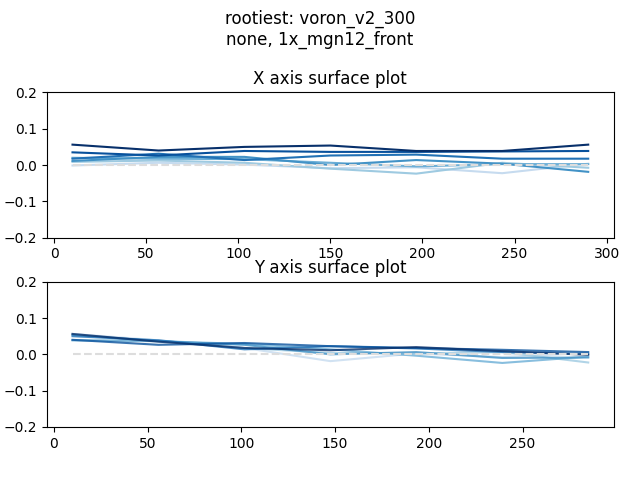 rootiest: voron_v2_300
none, 1x_mgn12_front
X axis surface plot
0.2
0.1
0.0
−0.1
−0.2
0 50 100 150 200 250 300
Y axis surface plot
0.2
0.1
0.0
−0.1
−0.2
0 50 100 150 200 250